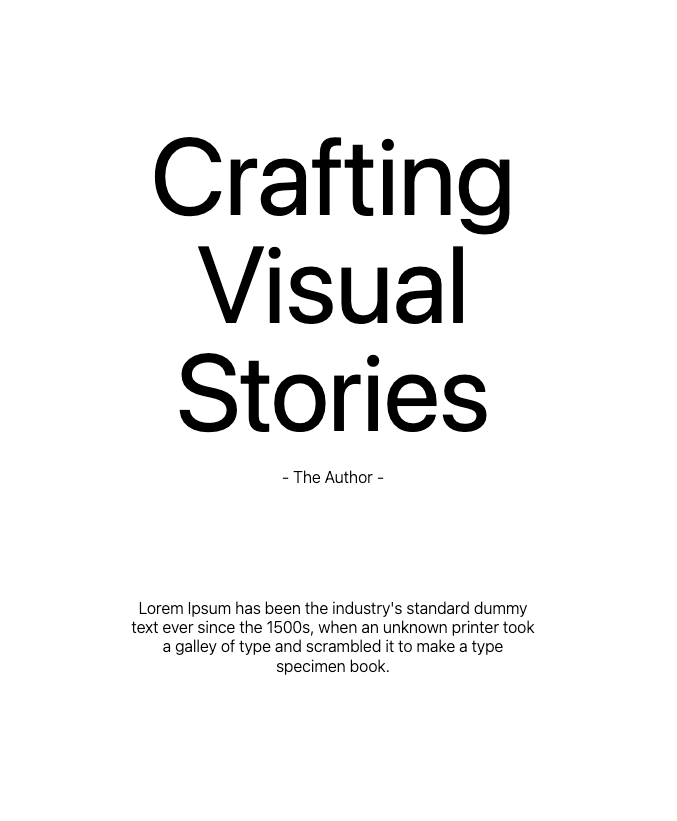 Crafting
Visual
Stories
- The Author -
Lorem Ipsum has been the industry's standard dummy
text ever since the 1500s, when an unknown printer took
a galley of type and scrambled it to make a type
specimen book.